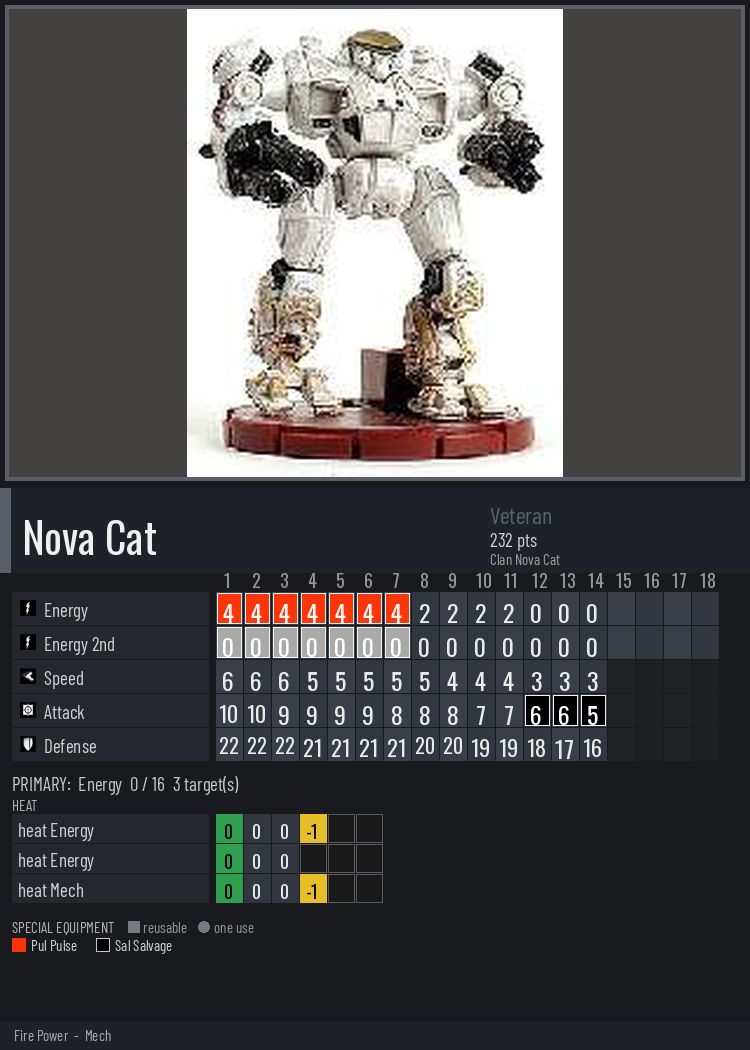 Nova Cat
Veteran
232 pts
Clan Nova Cat
1 2 3 4 5 6 7 8 9 10 11 12 13 14 15 16 17 18
Energy 4 4 4 4 4 4 4 2 2 2 2 0 0 0
Energy 2nd 0 0 0 0 0 0 0 0 0 0 0 0 0 0
Speed 6 6 6 5 5 5 5 5 4 4 4 3 3 3
Attack 10 10 9 9 9 9 8 8 8 7 7 6 6 5
Defense 22 22 22 21 21 21 21 20 20 19 19 18 17 16
PRIMARY: Energy 0 / 16 3 target(s)
HEAT
heat Energy 0 0 0 -1
heat Energy 0 0 0
heat Mech 0 0 0 -1
SPECIAL EQUIPMENT reusable one use
Pul Pulse Sal Salvage
Fire Power - Mech